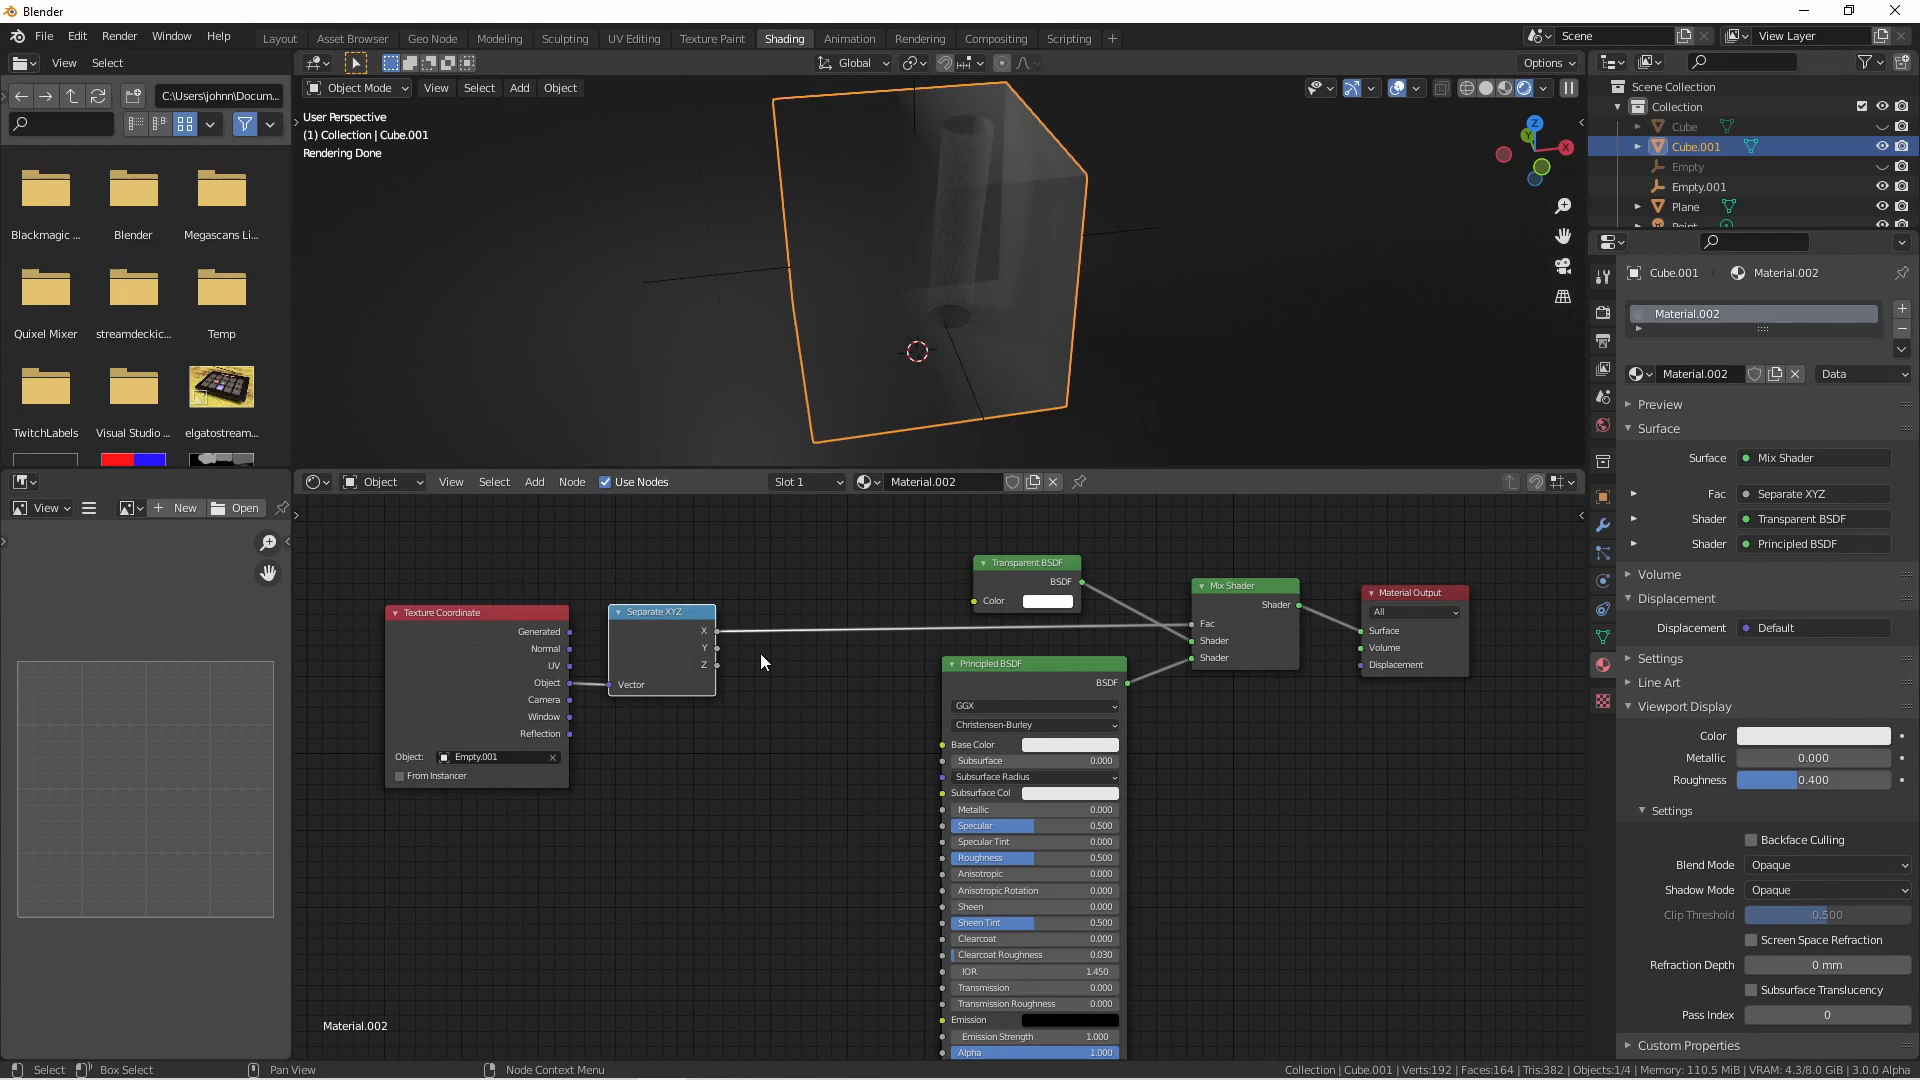 Blender
File Edit Render Window Help
Layout Asset Browser Geo Node Modeling Sculpting UV Editing Texture Paint Shading Animation Rendering Compositing Scripting +
Scene
View Layer
View Select
Global
Options
C:\Users\johnn\Docum...
Object Mode View Select Add Object
User Perspective
(1) Collection | Cube.001
Rendering Done
Z
Y
X
Scene Collection
Collection
Cube
Cube.001
Empty
Empty.001
Plane
Point
Blackmagic ...
Blender
Megascans Li...
Quixel Mixer
streamdeckic...
Temp
TwitchLabels
Visual Studio ...
elgatostream...
Object View Select Add Node Use Nodes
Slot 1
Material.002
View
New
Open
Texture Coordinate
Generated
Normal
UV
Object
Camera
Window
Reflection
Object: Empty.001
From Instancer
Separate XYZ
X
Y
Z
Vector
Transparent BSDF
BSDF
Color
Principled BSDF
BSDF
GGX
Christensen-Burley
Base Color
Subsurface 0.000
Subsurface Radius
Subsurface Col
Metallic 0.000
Specular 0.500
Specular Tint 0.000
Roughness 0.500
Anisotropic 0.000
Anisotropic Rotation 0.000
Sheen 0.000
Sheen Tint 0.500
Clearcoat 0.000
Clearcoat Roughness 0.030
IOR 1.450
Transmission 0.000
Transmission Roughness 0.000
Emission
Emission Strength 1.000
Alpha 1.000
Mix Shader
Shader
Fac
Shader
Shader
Material Output
All
Surface
Volume
Displacement
Material.002
Cube.001 Material.002
Material.002
Material.002
Data
Preview
Surface
Surface Mix Shader
Fac Separate XYZ
Shader Transparent BSDF
Shader Principled BSDF
Volume
Displacement
Displacement Default
Settings
Line Art
Viewport Display
Color
Metallic 0.000
Roughness 0.400
Settings
Backface Culling
Blend Mode Opaque
Shadow Mode Opaque
Clip Threshold 0.500
Screen Space Refraction
Refraction Depth 0 mm
Subsurface Translucency
Pass Index 0
Custom Properties
Select Box Select Pan View Node Context Menu
Collection | Cube.001 | Verts:192 | Faces:164 | Tris:382 | Objects:1/4 | Memory: 110.5 MiB | VRAM: 4.3/8.0 GiB | 3.0.0 Alpha